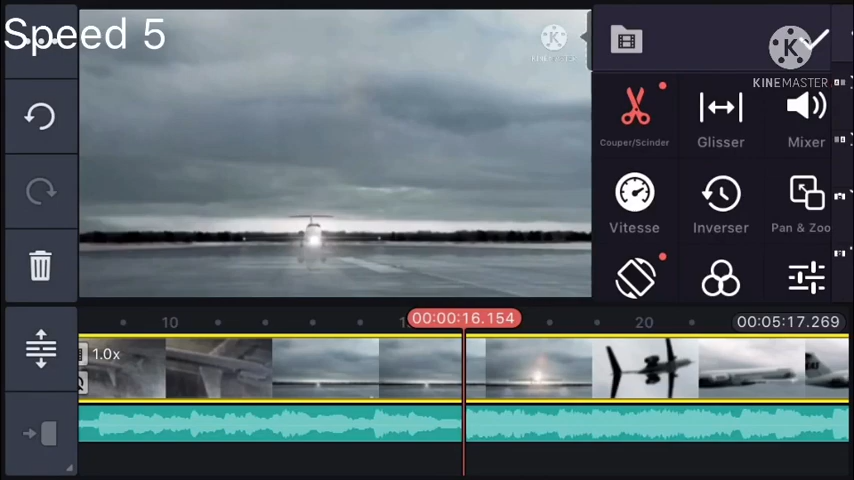 Speed 5
KINEMASTER
KINEMASTER
Couper/Scinder
Glisser
Mixer
Vitesse
Inverser
Pan & Zoo
10
00:00:16.154
20
00:05:17.269
1.0x